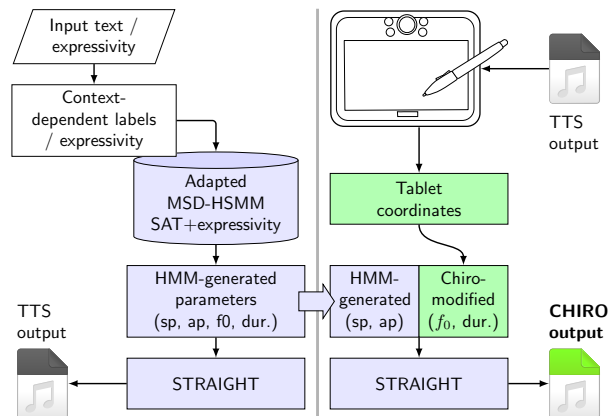 Input text /
expressivity
Context-
dependent labels
/ expressivity
Adapted
MSD-HSMM
SAT+expressivity
HMM-generated
parameters
(sp, ap, f0, dur.)
STRAIGHT
TTS
output
TTS
output
Tablet
coordinates
HMM-
generated
(sp, ap)
Chiro-
modified
(f₀, dur.)
STRAIGHT
CHIRO
output